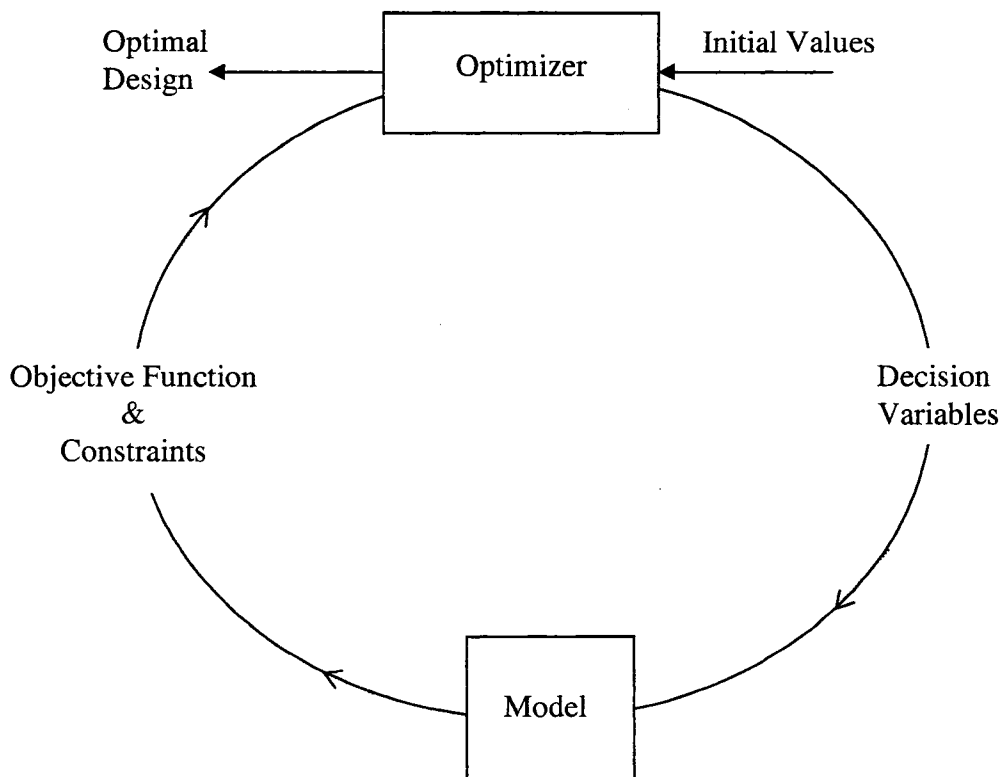 Optimal
Design
Optimizer
Initial Values
Objective Function
&
Constraints
Decision
Variables
Model